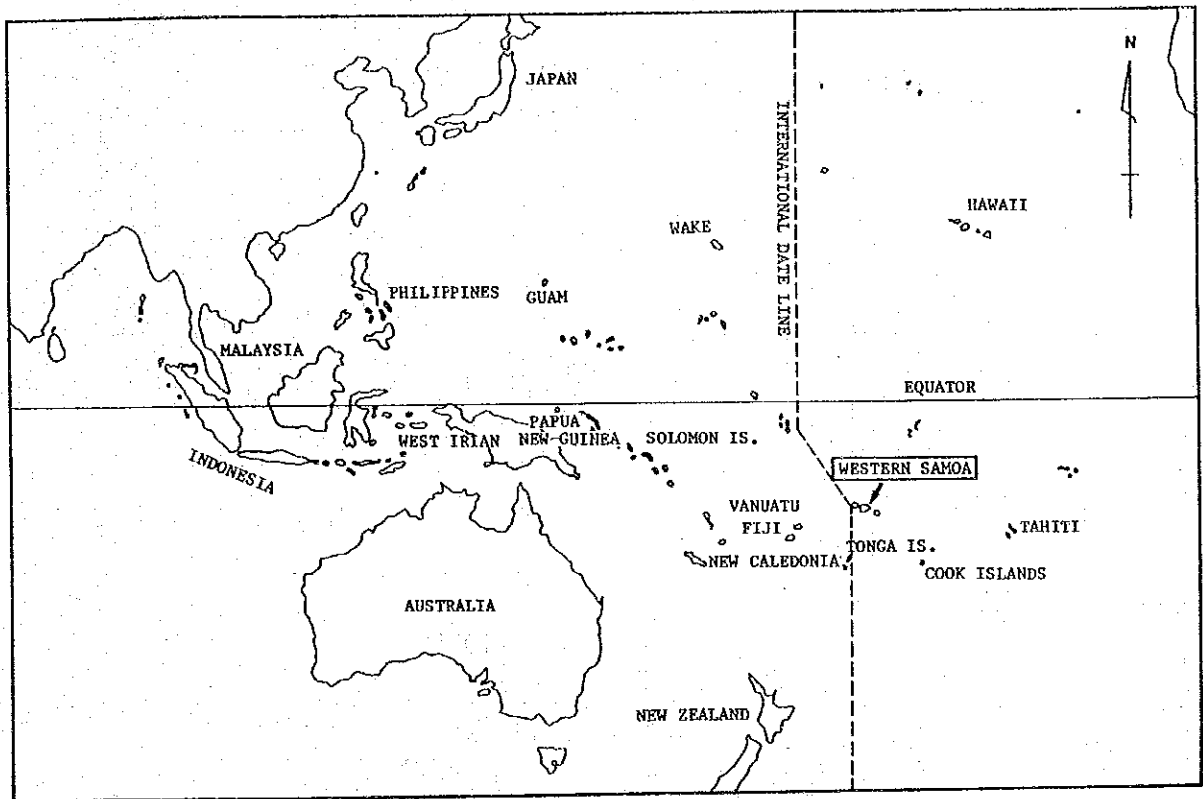 N
JAPAN
INTERNATIONAL DATE LINE
HAWAII
WAKE
PHILIPPINES
GUAM
MALAYSIA
EQUATOR
PAPUA
NEW GUINEA
WEST IRIAN
SOLOMON IS.
INDONESIA
WESTERN SAMOA
VANUATU
FIJI
TAHITI
TONGA IS.
NEW CALEDONIA
COOK ISLANDS
AUSTRALIA
NEW ZEALAND